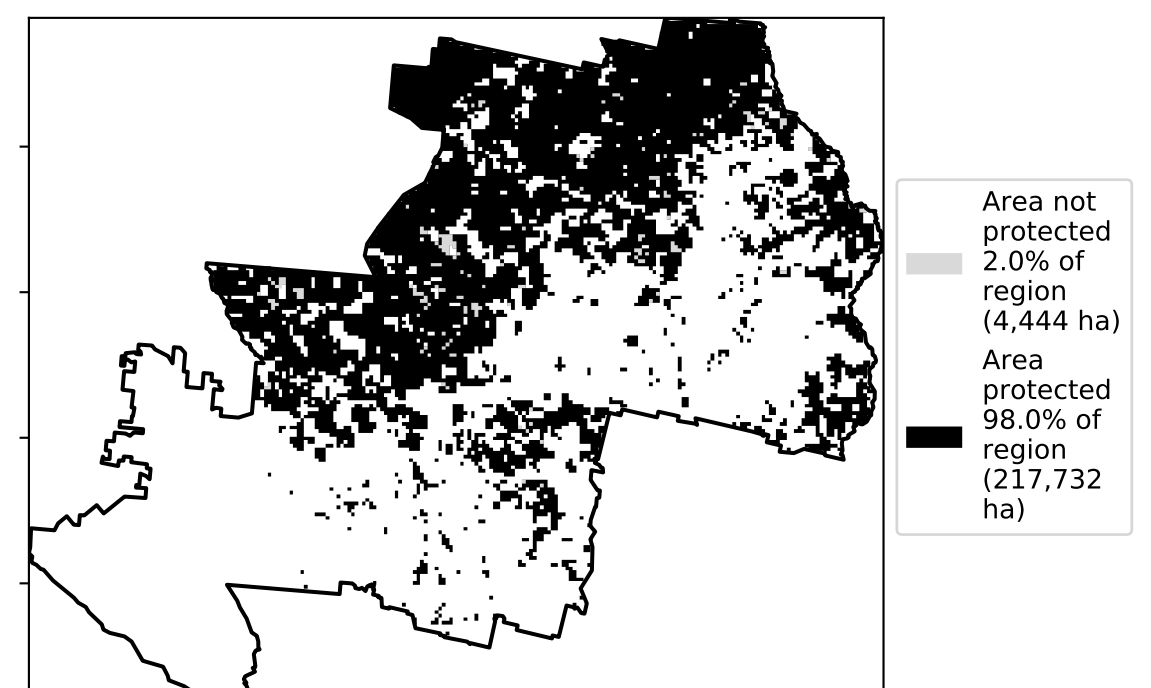 Area not
protected
2.0% of
region
(4,444 ha)
Area
protected
98.0% of
region
(217,732
ha)